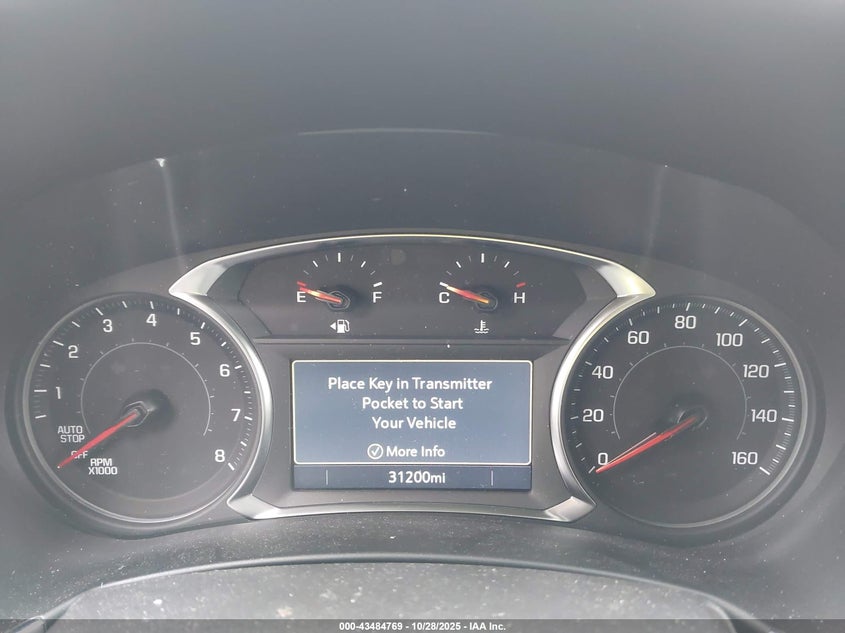 E F
C H
1 2 3 4 5 6 7 8
AUTO
STOP
OFF
RPM
X1000
Place Key in Transmitter
Pocket to Start
Your Vehicle
More Info
31200mi
0 20 40 60 80 100 120 140 160
000-43484769 - 10/28/2025 - IAA Inc.